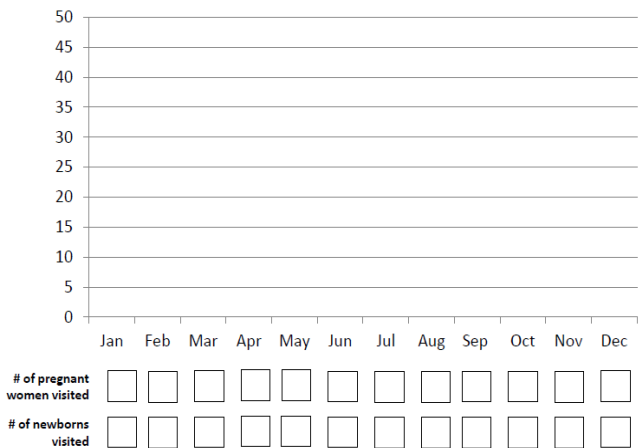 50
45
40
35
30
25
20
15
10
5
0
Jan Feb Mar Apr May Jun Jul Aug Sep Oct Nov Dec
# of pregnant
women visited
# of newborns
visited